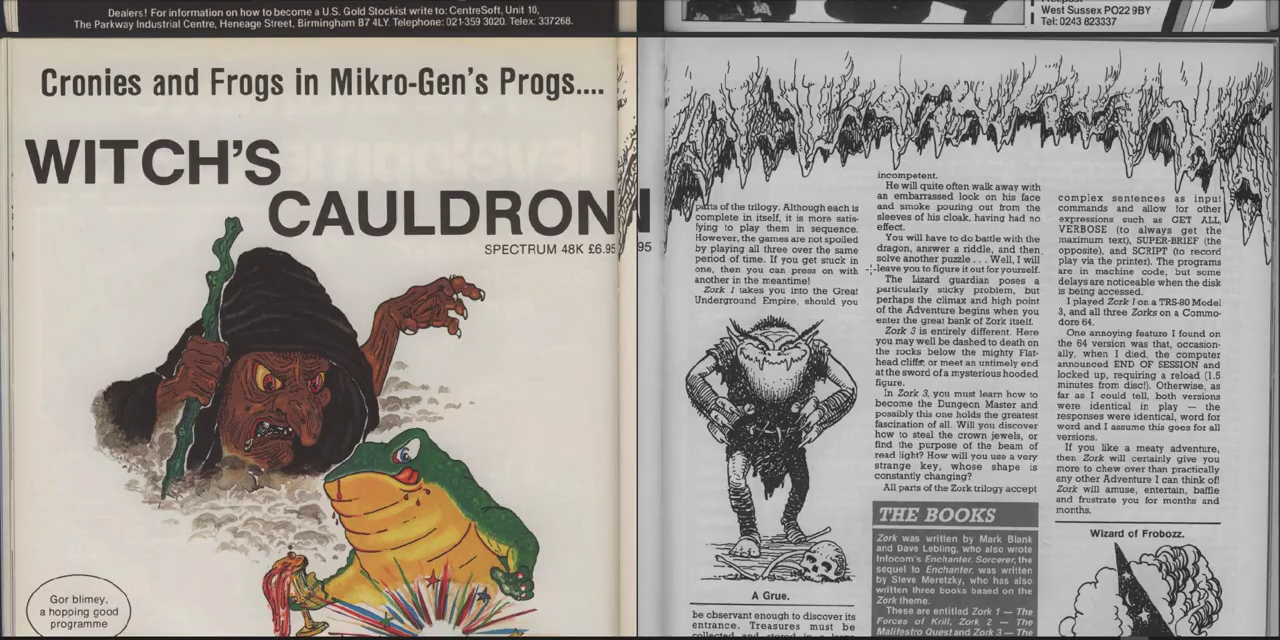 Dealers! For information on how to become a U.S. Gold Stockist write to: CentreSoft, Unit 10,
The Parkway Industrial Centre, Heneage Street, Birmingham B7 4LY. Telephone: 021-359 3020. Telex: 337268.
West Sussex PO22 9BY
Tel: 0243 823337
Cronies and Frogs in Mikro-Gen's Progs....
WITCH'S
CAULDRON
SPECTRUM 48K £6.95
Gor blimey,
a hopping good
programme
N
95
parts of the trilogy. Although each is
complete in itself, it is more satis-
fying to play them in sequence.
However, the games are not spoiled
by playing all three over the same
period of time. If you get stuck in
one, then you can press on with
another in the meantime!
Zork 1 takes you into the Great
Underground Empire, should you
A Grue.
be observant enough to discover its
entrance. Treasures must be
collected and stored in a large
incompetent.
He will quite often walk away with
an embarrassed look on his face
and smoke pouring out from the
sleeves of his cloak, having had no
effect.
You will have to do battle with the
dragon, answer a riddle, and then
solve another puzzle . . . Well, I will
leave you to figure it out for yourself.
The Lizard guardian poses a
particularly sticky problem, but
perhaps the climax and high point
of the Adventure begins when you
enter the great bank of Zork itself.
Zork 3 is entirely different. Here
you may well be dashed to death on
the rocks below the mighty Flat-
head cliffs or meet an untimely end
at the sword of a mysterious hooded
figure.
In Zork 3, you must learn how to
become the Dungeon Master and
possibly this one holds the greatest
fascination of all. Will you discover
how to steal the crown jewels, or
find the purpose of the beam of
read light? How will you use a very
strange key, whose shape is
constantly changing?
All parts of the Zork trilogy accept
THE BOOKS
Zork was written by Mark Blank
and Dave Lebling, who also wrote
Infocom's Enchanter. Sorcerer, the
sequel to Enchanter, was written
by Steve Meretzky, who has also
written three books based on the
Zork theme.
These are entitled Zork 1 — The
Forces of Krill, Zork 2 — The
Malifestro Quest and Zork 3 — The
complex sentences as input
commands and allow for other
expressions such as GET ALL,
VERBOSE (to always get the
maximum text), SUPER-BRIEF (the
opposite), and SCRIPT (to record
play via the printer). The programs
are in machine code, but some
delays are noticeable when the disk
is being accessed.
I played Zork 1 on a TRS-80 Model
3, and all three Zorks on a Commo-
dore 64.
One annoying feature I found on
the 64 version was that, occasion-
ally, when I died, the computer
announced END OF SESSION and
locked up, requiring a reload (1.5
minutes from disc!). Otherwise, as
far as I could tell, both versions
were identical in play — the
responses were identical, word for
word and I assume this goes for all
versions.
If you like a meaty adventure,
then Zork will certainly give you
more to chew over than practically
any other Adventure I can think of!
Zork will amuse, entertain, baffle
and frustrate you for months and
months.
Wizard of Frobozz.